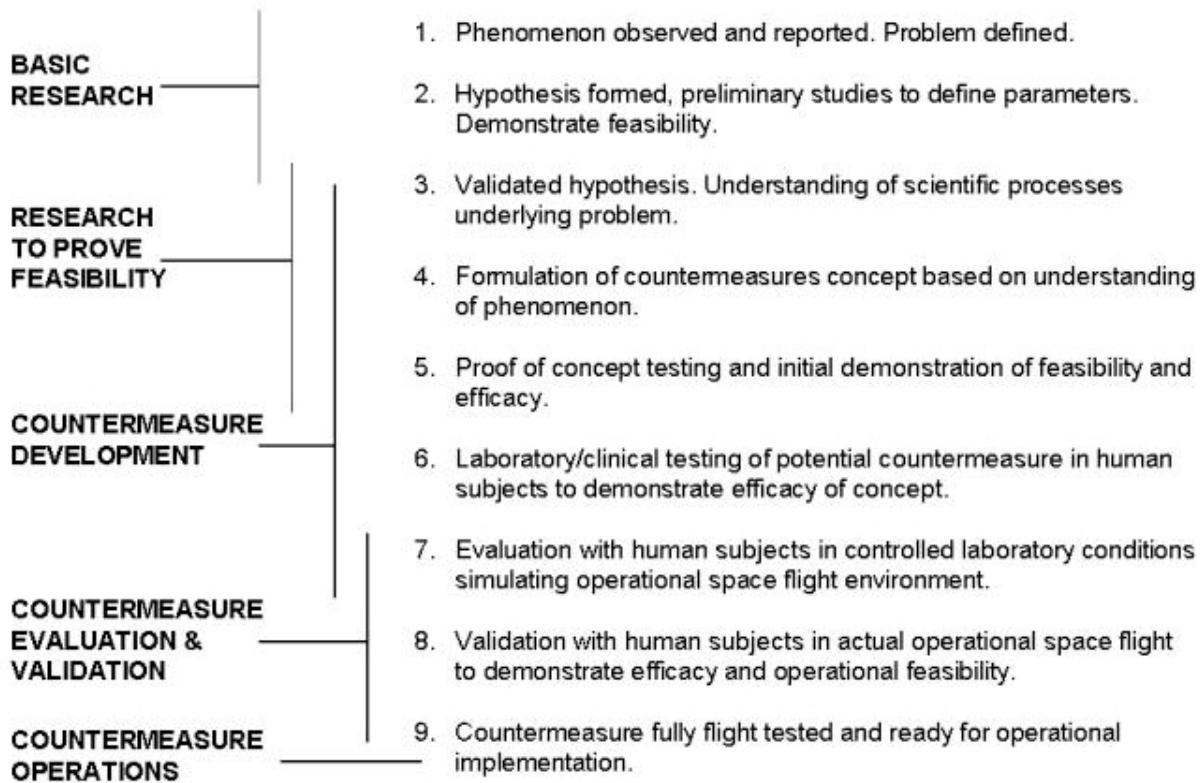 BASIC
RESEARCH
RESEARCH
TO PROVE
FEASIBILITY
COUNTERMEASURE
DEVELOPMENT
COUNTERMEASURE
EVALUATION &
VALIDATION
COUNTERMEASURE
OPERATIONS
1. Phenomenon observed and reported. Problem defined.
2. Hypothesis formed, preliminary studies to define parameters.
Demonstrate feasibility.
3. Validated hypothesis. Understanding of scientific processes
underlying problem.
4. Formulation of countermeasures concept based on understanding
of phenomenon.
5. Proof of concept testing and initial demonstration of feasibility and
efficacy.
6. Laboratory/clinical testing of potential countermeasure in human
subjects to demonstrate efficacy of concept.
7. Evaluation with human subjects in controlled laboratory conditions
simulating operational space flight environment.
8. Validation with human subjects in actual operational space flight
to demonstrate efficacy and operational feasibility.
9. Countermeasure fully flight tested and ready for operational
implementation.